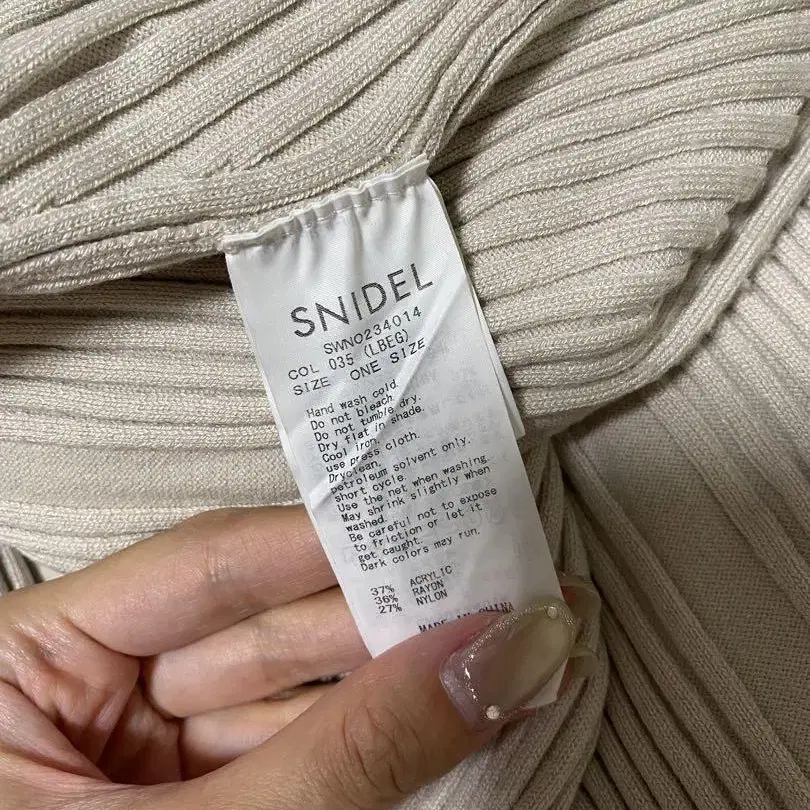 SNIDEL
SWNO234014
COL 035 (LBEG)
SIZE ONE SIZE
Hand wash cold
Do not bleach.
Do not tumble dry.
Dry flat in shade.
Cool iron.
use press cloth.
Dryclean.
petroleum solvent only.
short cycle.
Use the net when washing
May shrink slightly when
washed.
Be careful not to expose
to friction or let it
get caught.
Dark colors may run.
37% ACRYLIC
36% RAYON
27% NYLON
MADE IN CHINA